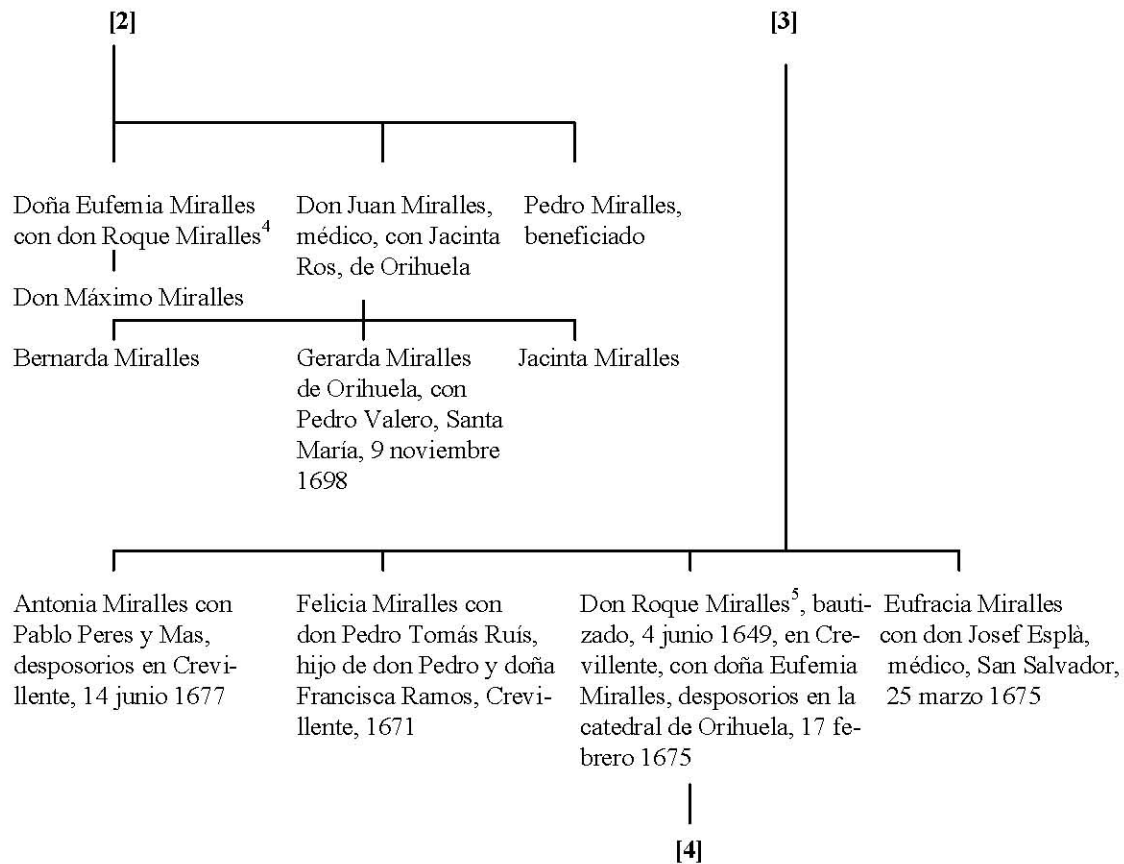 [2]
[3]
Doña Eufemia Miralles
con don Roque Miralles⁴
Don Juan Miralles,
médico, con Jacinta
Ros, de Orihuela
Pedro Miralles,
beneficiado
Don Máximo Miralles
Bernarda Miralles
Gerarda Miralles
de Orihuela, con
Pedro Valero, Santa
María, 9 noviembre
1698
Jacinta Miralles
Antonia Miralles con
Pablo Peres y Mas,
desposorios en Crevi-
llente, 14 junio 1677
Felicia Miralles con
don Pedro Tomás Ruís,
hijo de don Pedro y doña
Francisca Ramos, Crevi-
llente, 1671
Don Roque Miralles⁵, bauti-
zado, 4 junio 1649, en Cre-
villente, con doña Eufemia
Miralles, desposorios en la
catedral de Orihuela, 17 fe-
brero 1675
Eufracia Miralles
con don Josef Esplà,
médico, San Salvador,
25 marzo 1675
[4]